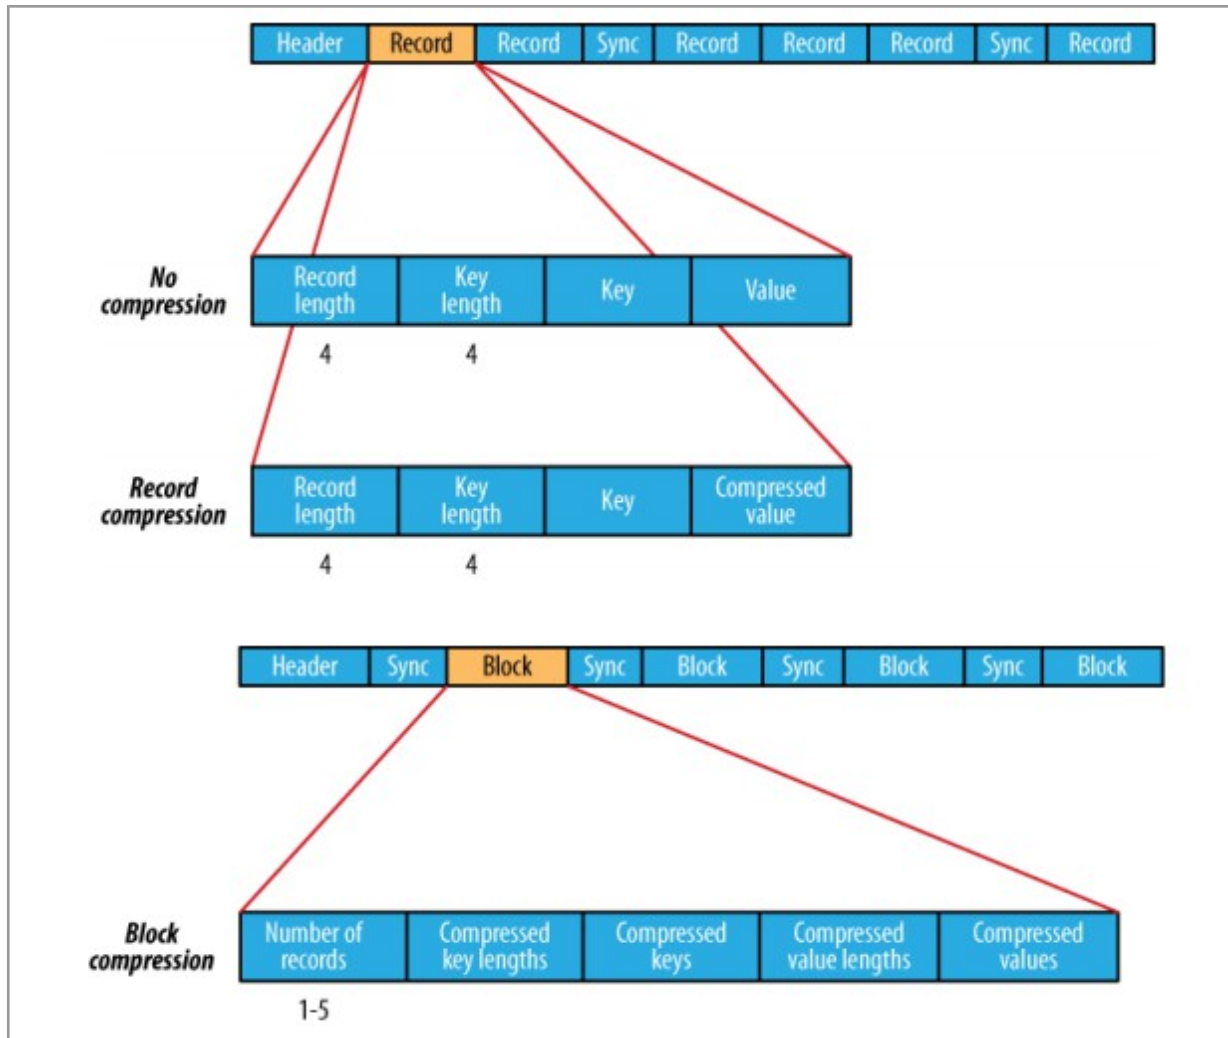 Header Record Record Sync Record Record Record Sync Record
No
compression
Record
length
Key
length
Key
Value
4 4
Record
compression
Record
length
Key
length
Key
Compressed
value
4 4
Header Sync Block Sync Block Sync Block Sync Block
Block
compression
Number of
records
Compressed
key lengths
Compressed
keys
Compressed
value lengths
Compressed
values
1-5